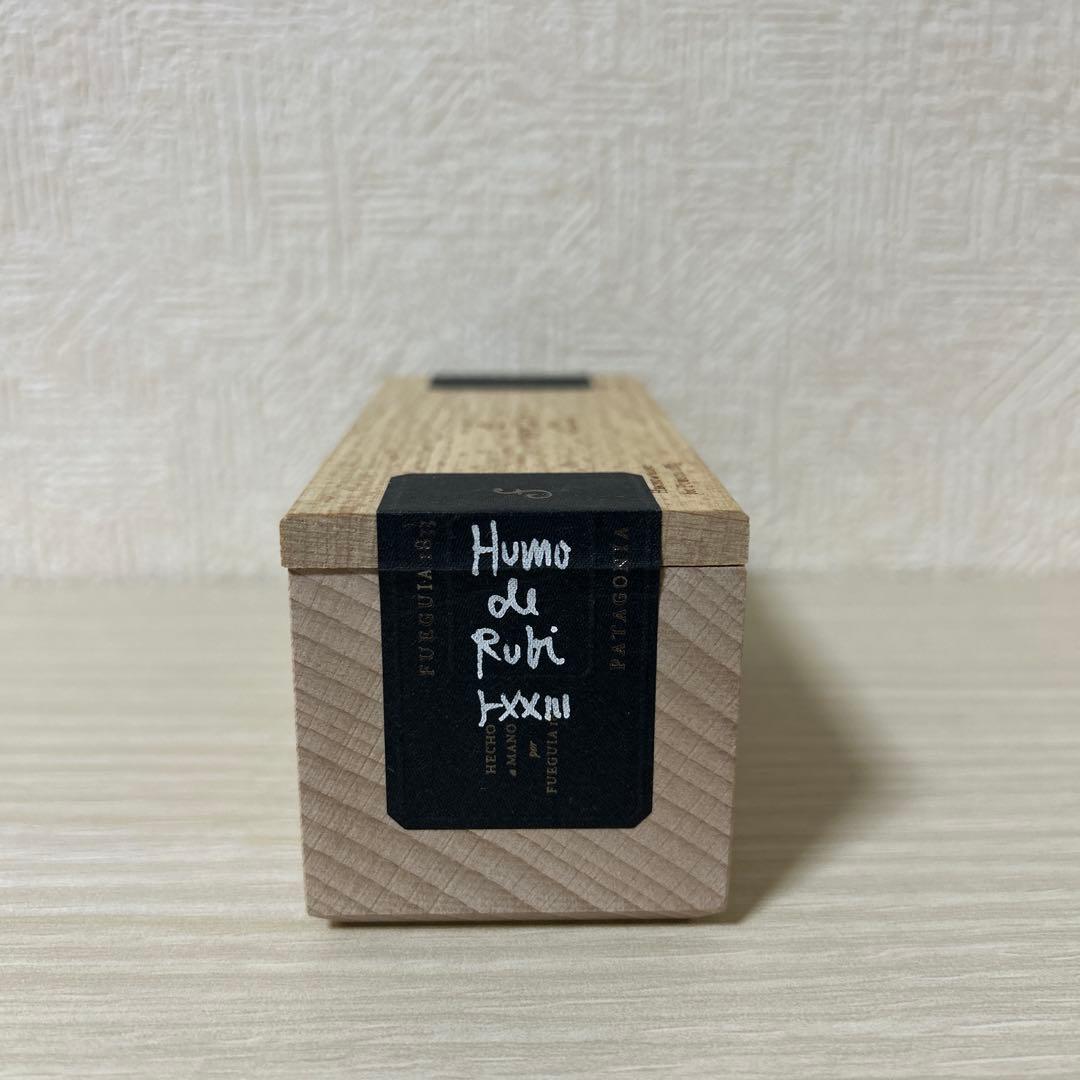 Humo
de
Rubi
LXXIII
FUEGUIA 1833
PATAGONIA
HECHO
a MANO
por
FUEGUIA